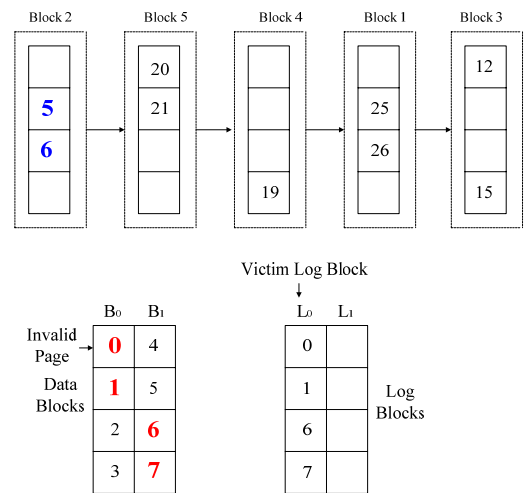 Block 2 Block 5 Block 4 Block 1 Block 3
20 12
5 21 25
6 26
19 15
Victim Log Block
B0 B1 L0 L1
Invalid Page
0 4 0
Data Blocks
1 5 1
Log Blocks
2 6 6
3 7 7